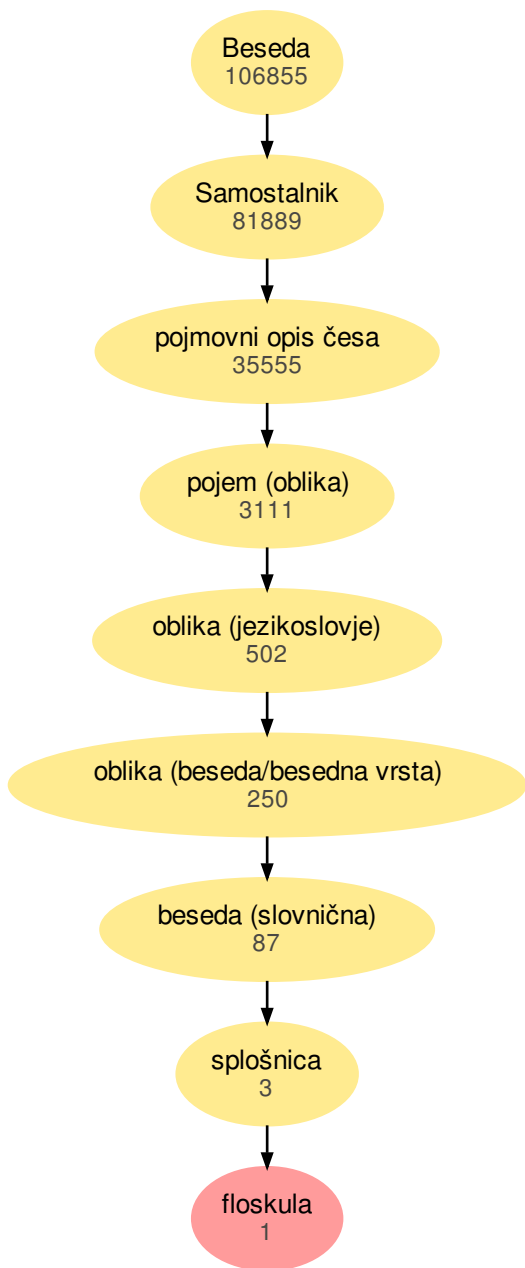 Beseda
106855
Samostalnik
81889
pojmovni opis česa
35555
pojem (oblika)
3111
oblika (jezikoslovje)
502
oblika (beseda/besedna vrsta)
250
beseda (slovnična)
87
splošnica
3
floskula
1